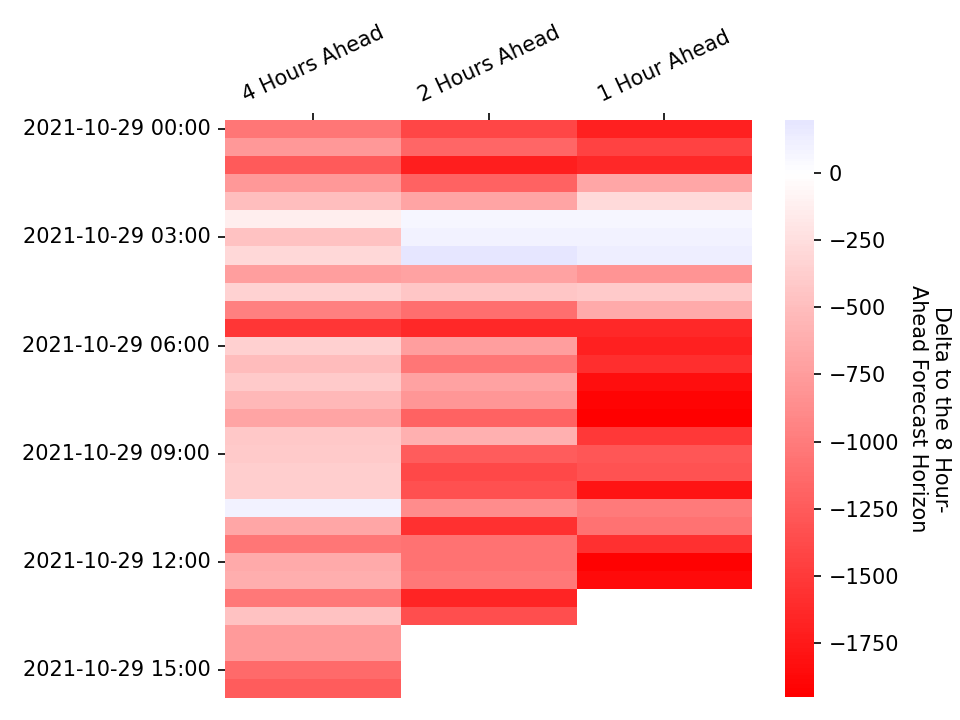 4 Hours Ahead
2 Hours Ahead
1 Hour Ahead
2021-10-29 00:00
2021-10-29 03:00
2021-10-29 06:00
2021-10-29 09:00
2021-10-29 12:00
2021-10-29 15:00
0
−250
−500
−750
−1000
−1250
−1500
−1750
Delta to the 8 Hour-
Ahead Forecast Horizon